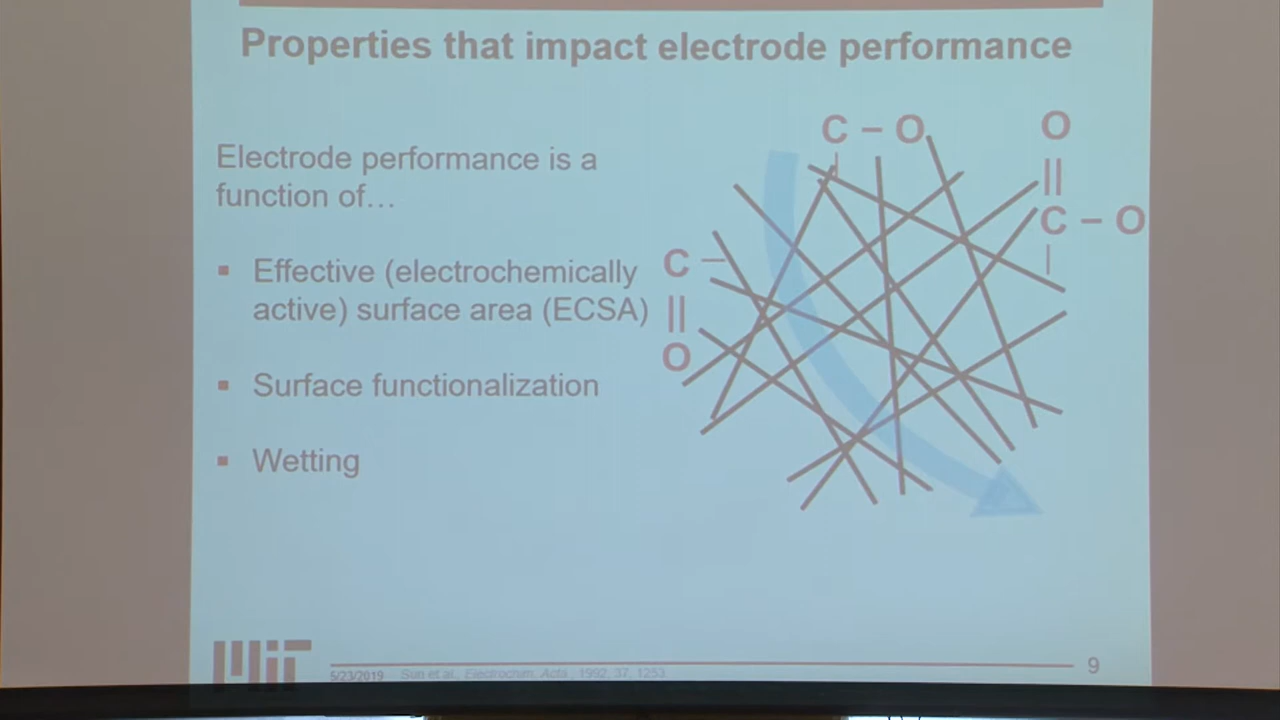 Properties that impact electrode performance
Electrode performance is a
function of…
▪ Effective (electrochemically
active) surface area (ECSA)
▪ Surface functionalization
▪ Wetting
C – O
O
||
C – O
|
C –
||
O
MIT
5/23/2019 Sun et al., Electrochim. Acta, 1992, 37, 1253
9